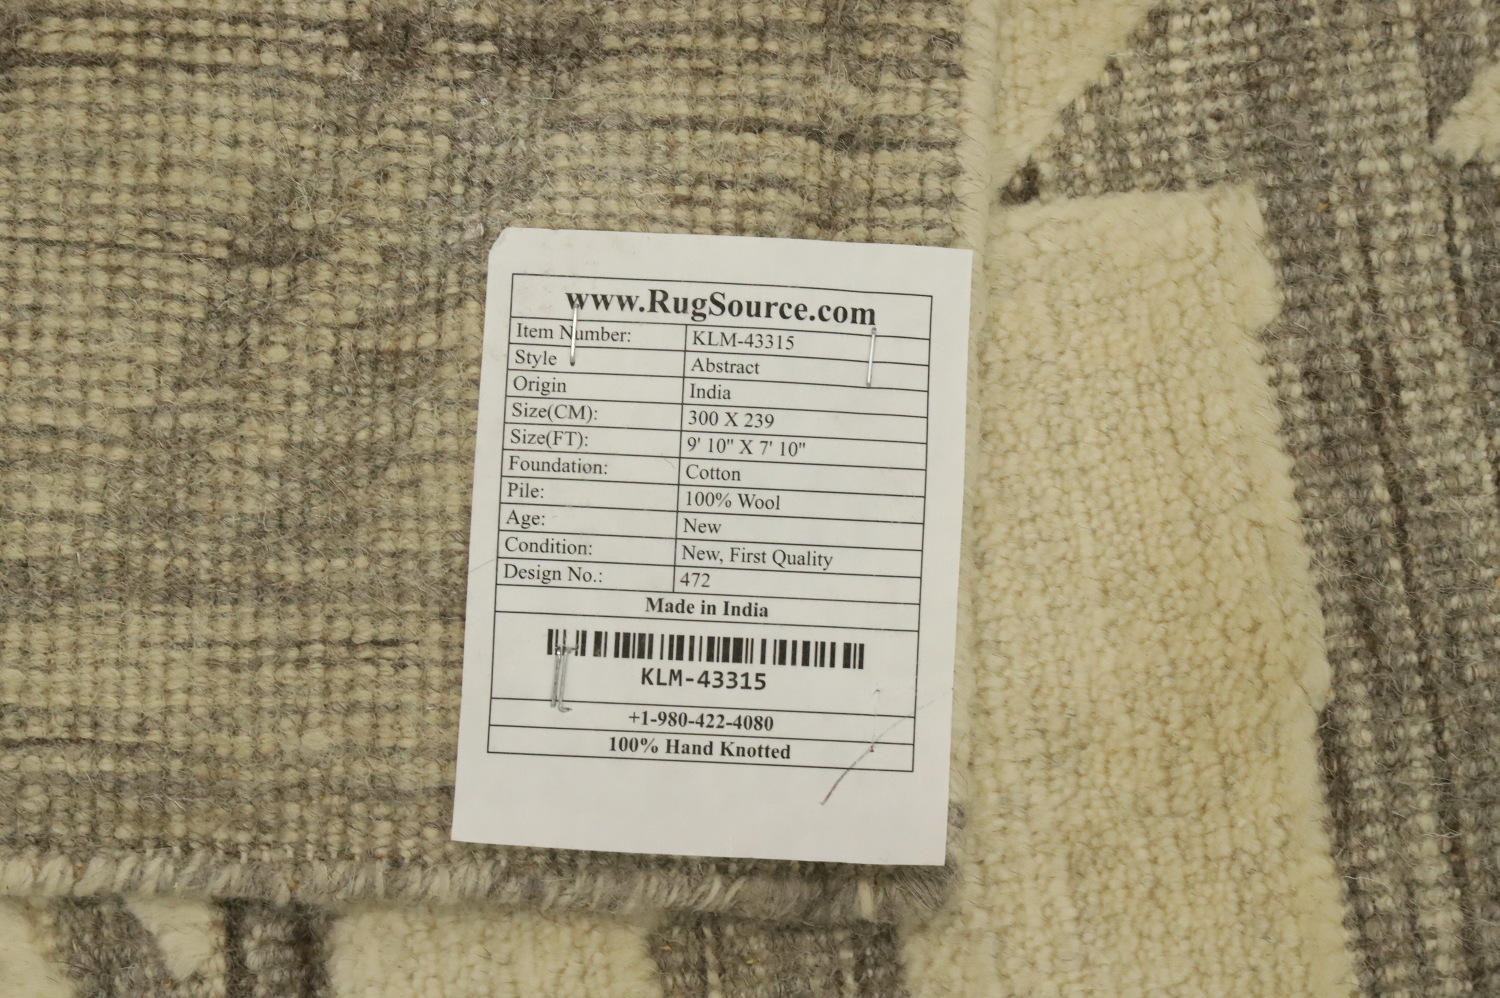 www.RugSource.com
Item Number: KLM-43315
Style Abstract
Origin India
Size(CM): 300 X 239
Size(FT): 9' 10" X 7' 10"
Foundation: Cotton
Pile: 100% Wool
Age: New
Condition: New, First Quality
Design No.: 472
Made in India
KLM-43315
+1-980-422-4080
100% Hand Knotted